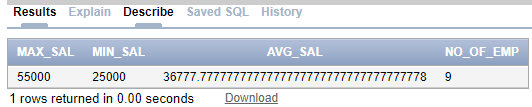 Results Explain Describe Saved SQL History
MAX_SAL MIN_SAL AVG_SAL NO_OF_EMP
55000 25000 36777.7777777777777777777777777777777778 9
1 rows returned in 0.00 seconds Download